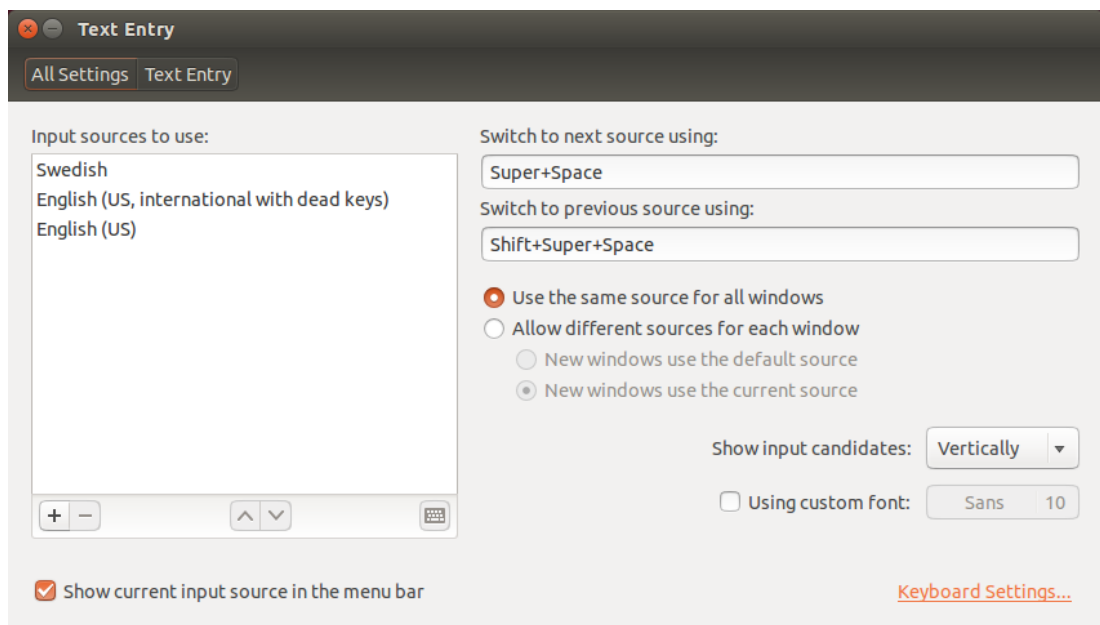 Text Entry
All Settings Text Entry
Input sources to use:
Swedish
English (US, international with dead keys)
English (US)
Switch to next source using:
Super+Space
Switch to previous source using:
Shift+Super+Space
Use the same source for all windows
Allow different sources for each window
New windows use the default source
New windows use the current source
Show input candidates: Vertically
Using custom font: Sans 10
Show current input source in the menu bar
Keyboard Settings...